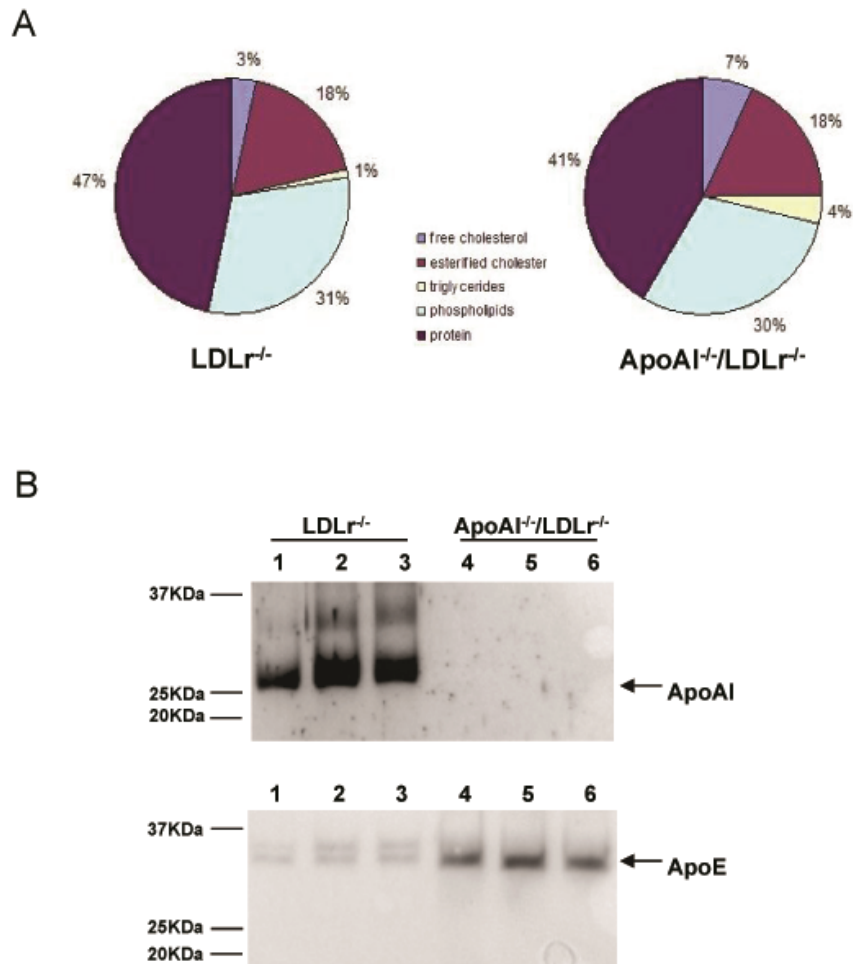 A
3%
18%
47%
1%
31%
LDLr-/-
free cholesterol
esterified cholester
triglycerides
phospholipids
protein
7%
18%
41%
4%
30%
ApoAI-/-/LDLr-/-
B
LDLr-/- ApoAI-/-/LDLr-/-
1 2 3 4 5 6
37KDa
25KDa
20KDa
ApoAI
1 2 3 4 5 6
37KDa
ApoE
25KDa
20KDa